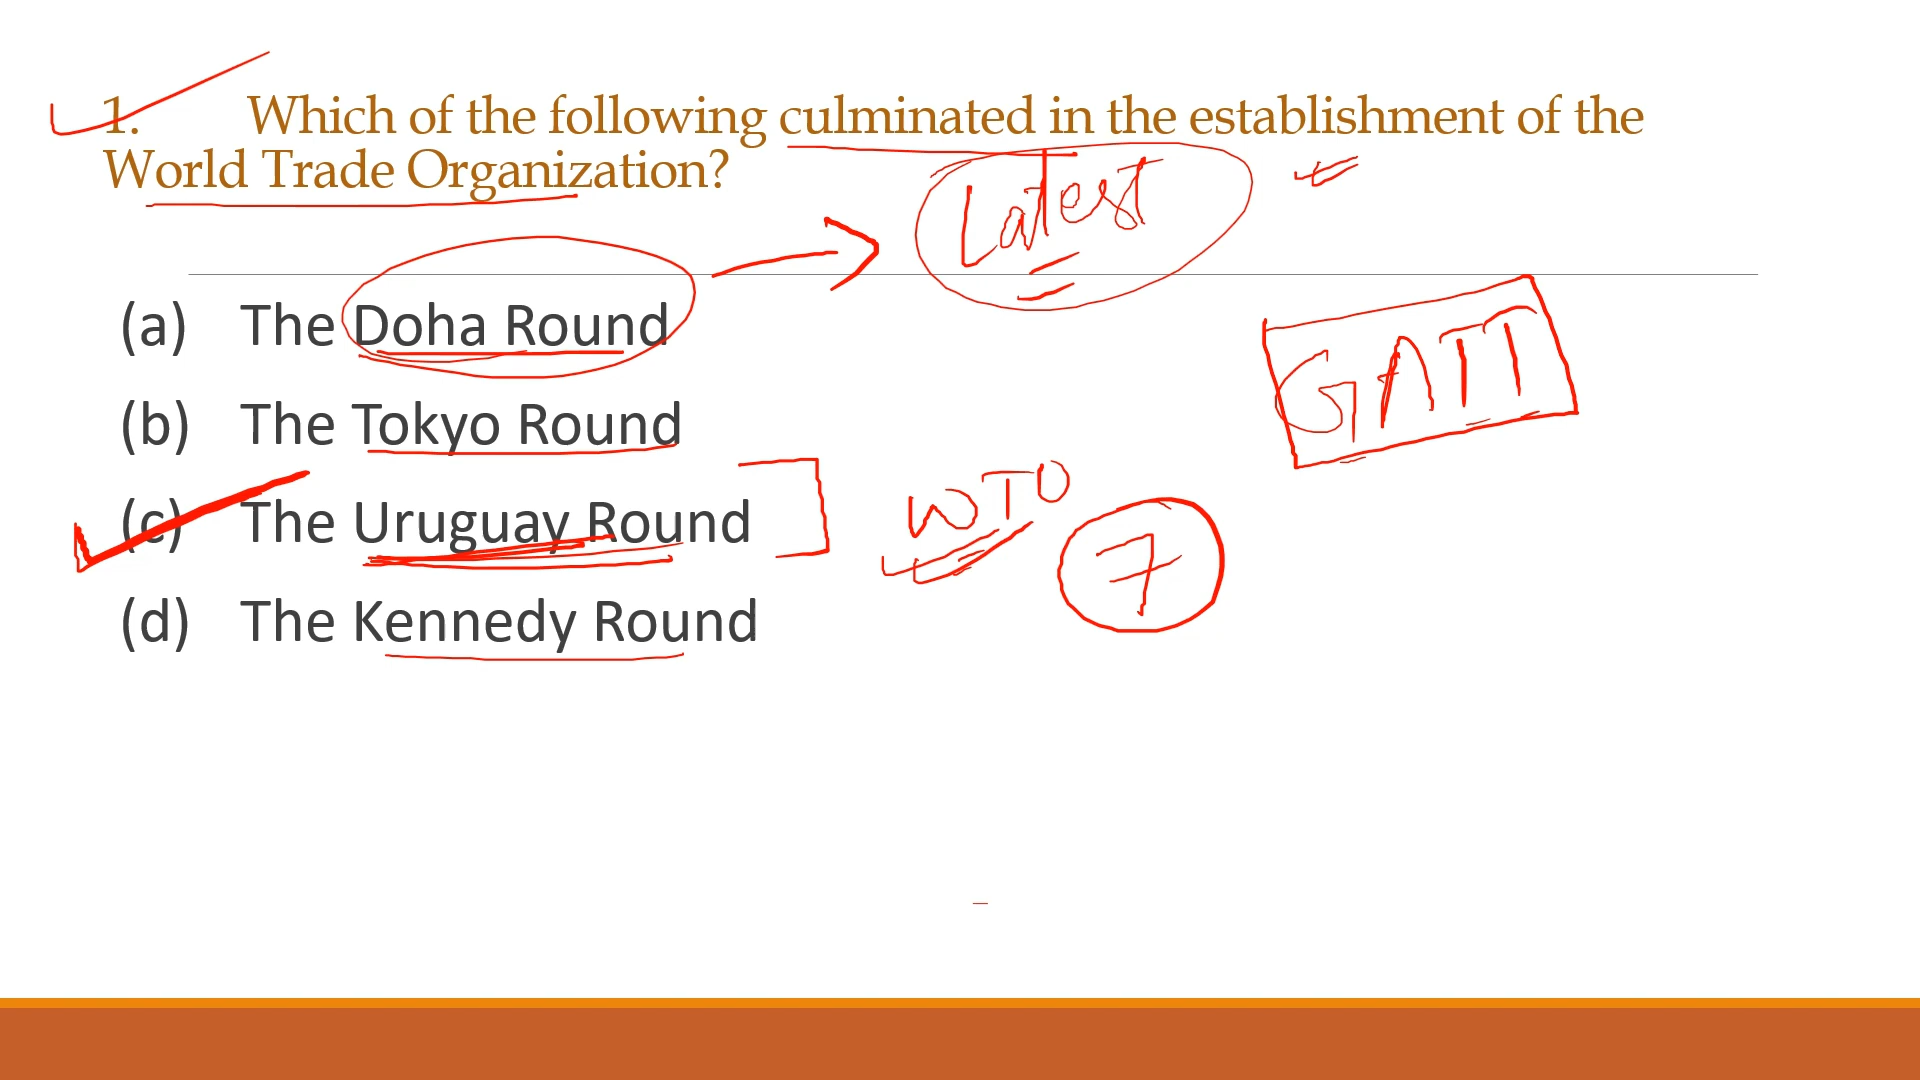 1. Which of the following culminated in the establishment of the
World Trade Organization?
Latest
(a) The Doha Round
GATT
(b) The Tokyo Round
(c) The Uruguay Round
WTO
7
(d) The Kennedy Round